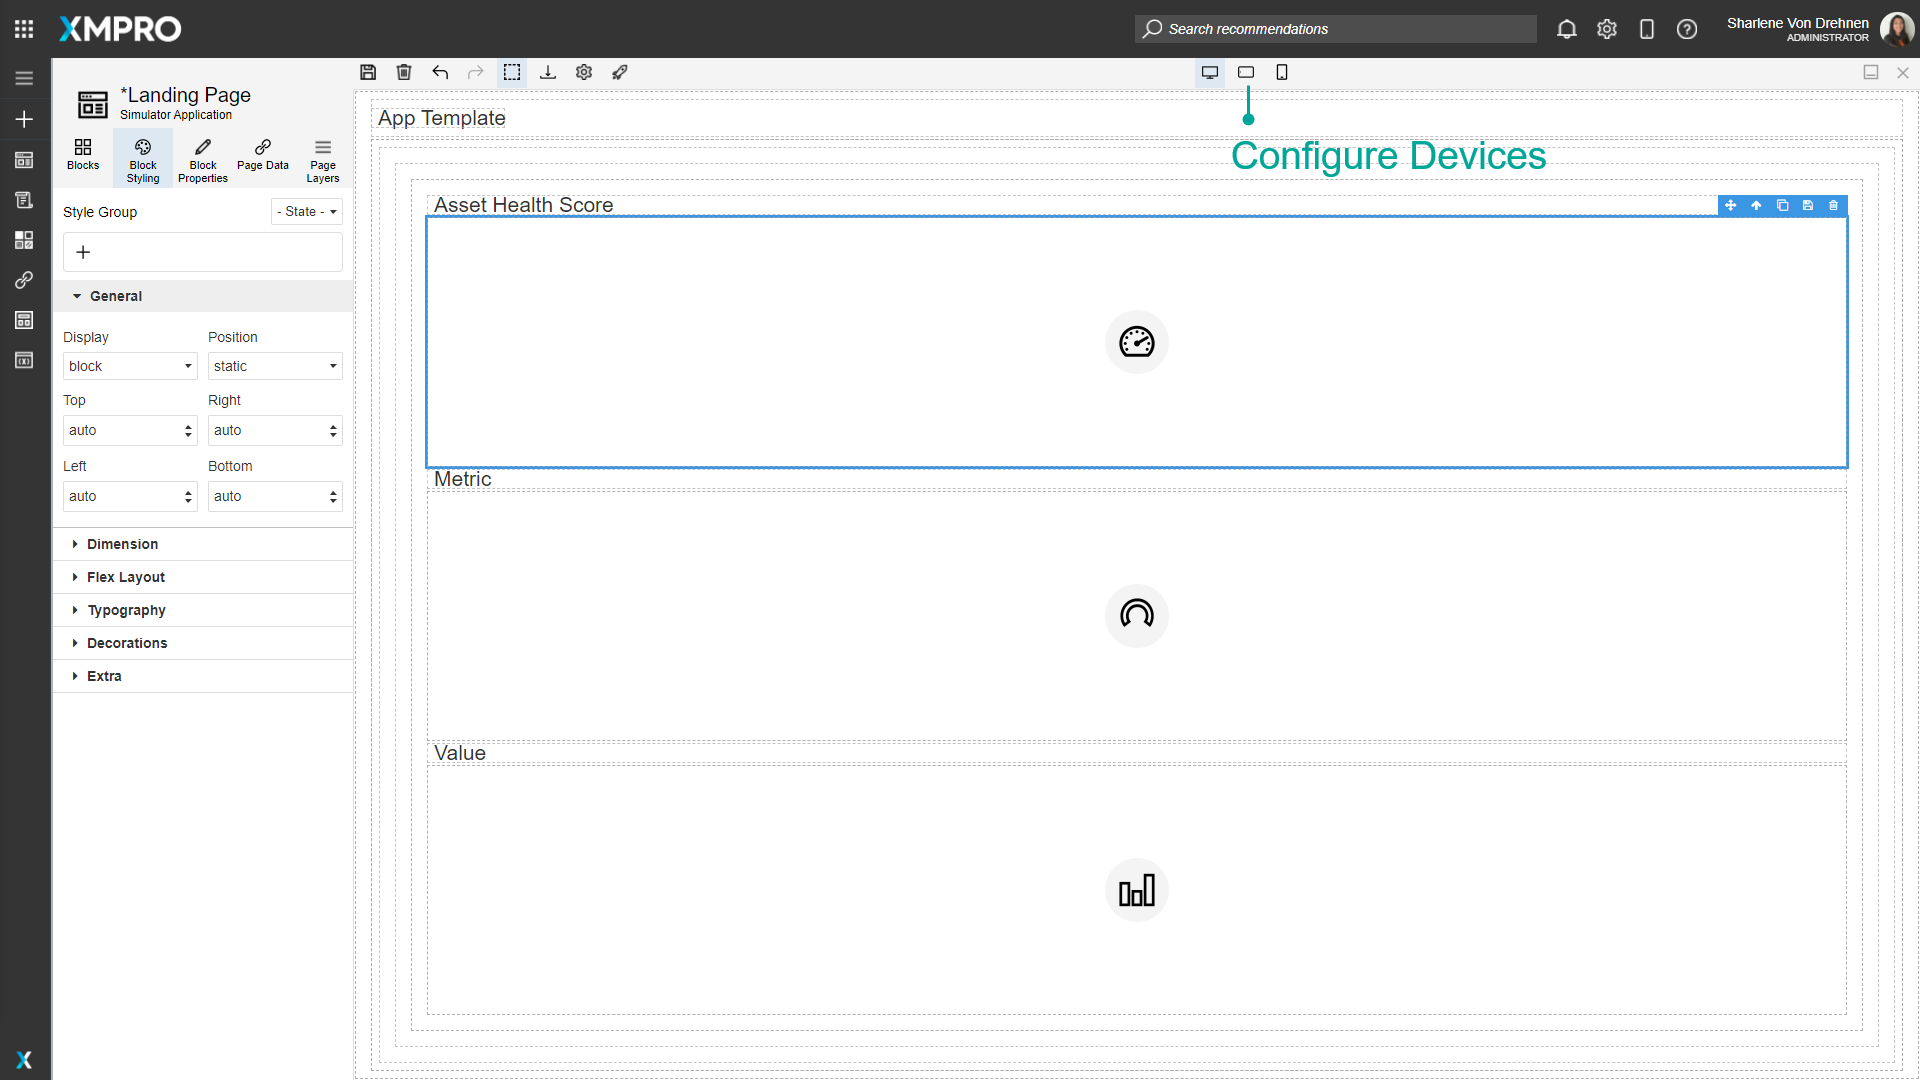 XMPRO
Search recommendations
Sharlene Von Drehnen
ADMINISTRATOR
*Landing Page
Simulator Application
Blocks
Block Styling
Block Properties
Page Data
Page Layers
Style Group
- State -
+
General
Display
Position
block
static
Top
Right
auto
auto
Left
Bottom
auto
auto
Dimension
Flex Layout
Typography
Decorations
Extra
App Template
Configure Devices
Asset Health Score
Metric
Value
X